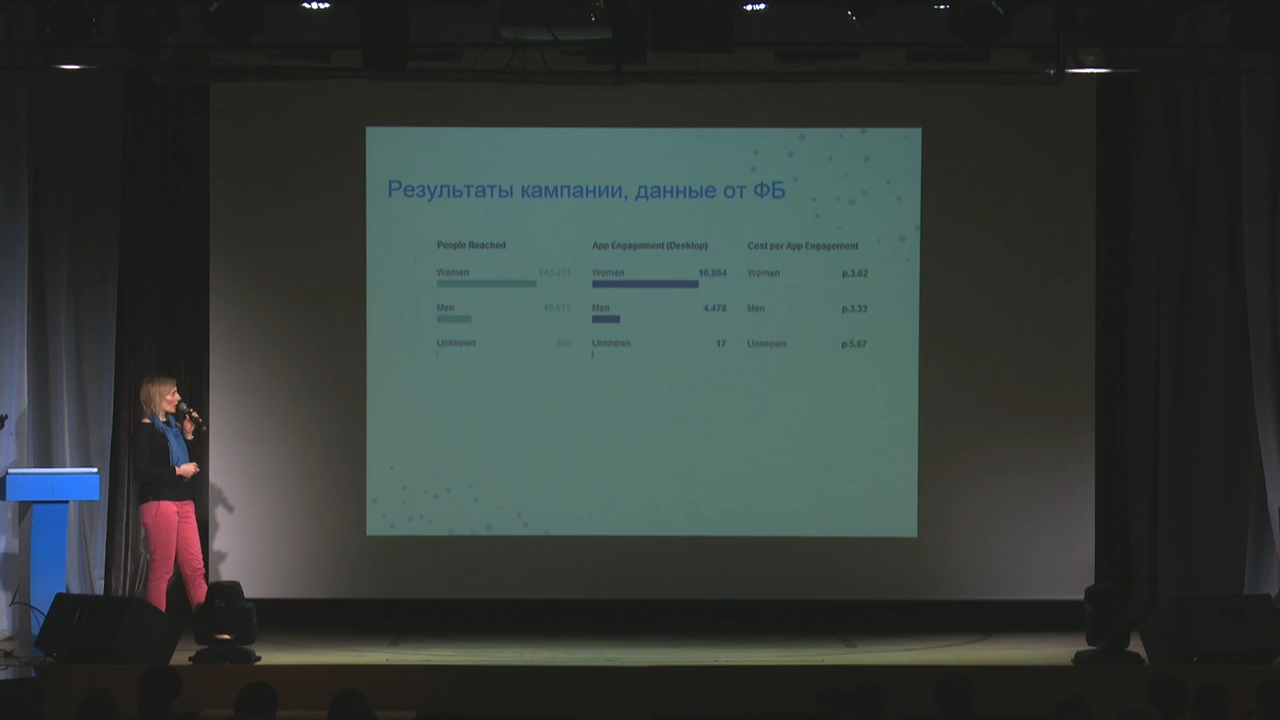 Результаты кампании, данные от ФБ
People Reached App Engagement (Desktop) Cost per App Engagement
Women Women 16,864 Women р.3.62
Men Men 4,478 Men р.3.33
Unknown Unknown 17 Unknown р.5.67